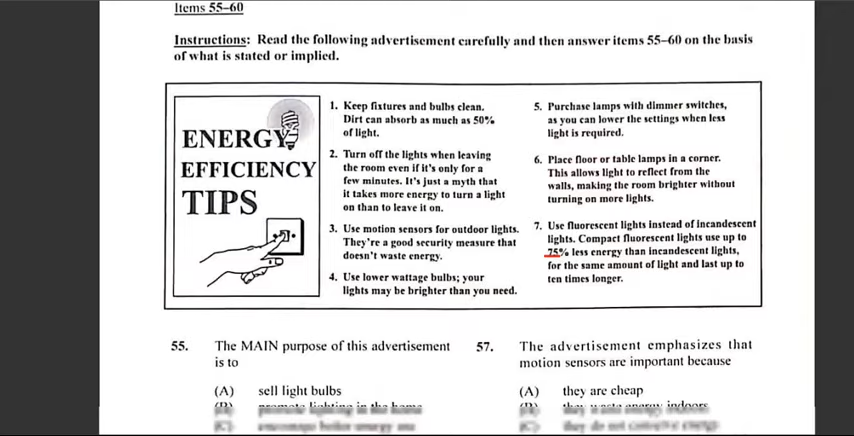 Items 55–60
Instructions: Read the following advertisement carefully and then answer items 55–60 on the basis
of what is stated or implied.
ENERGY
EFFICIENCY
TIPS
1. Keep fixtures and bulbs clean.
Dirt can absorb as much as 50%
of light.
2. Turn off the lights when leaving
the room even if it's only for a
few minutes. It's just a myth that
it takes more energy to turn a light
on than to leave it on.
3. Use motion sensors for outdoor lights.
They're a good security measure that
doesn't waste energy.
4. Use lower wattage bulbs; your
lights may be brighter than you need.
5. Purchase lamps with dimmer switches,
as you can lower the settings when less
light is required.
6. Place floor or table lamps in a corner.
This allows light to reflect from the
walls, making the room brighter without
turning on more lights.
7. Use fluorescent lights instead of incandescent
lights. Compact fluorescent lights use up to
75% less energy than incandescent lights,
for the same amount of light and last up to
ten times longer.
55. The MAIN purpose of this advertisement
is to
(A) sell light bulbs
57. The advertisement emphasizes that
motion sensors are important because
(A) they are cheap